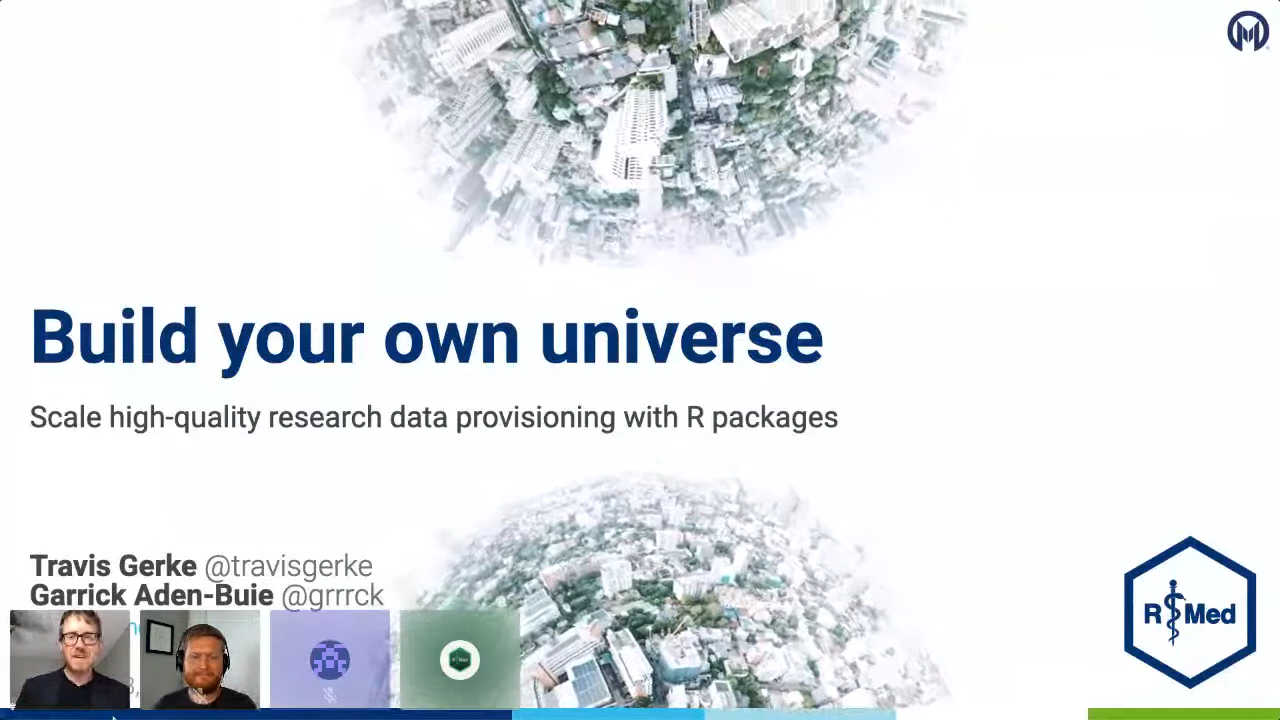 Build your own universe
Scale high-quality research data provisioning with R packages
Travis Gerke @travisgerke
Garrick Aden-Buie @grrrck
R Med
R Med